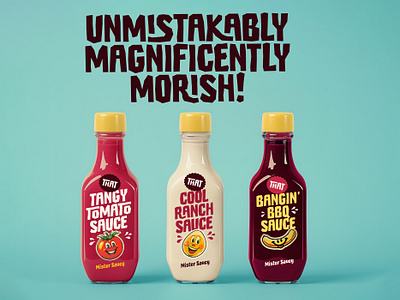 UNMISTAKABLY
MAGNIFICENTLY
MORISH!
THAT
TANGY
TOMATO
SAUCE
Mister Saucy
THAT
COOL
RANCH
SAUCE
Mister Saucy
THAT
BANGIN'
BBQ
SAUCE
Mister Saucy